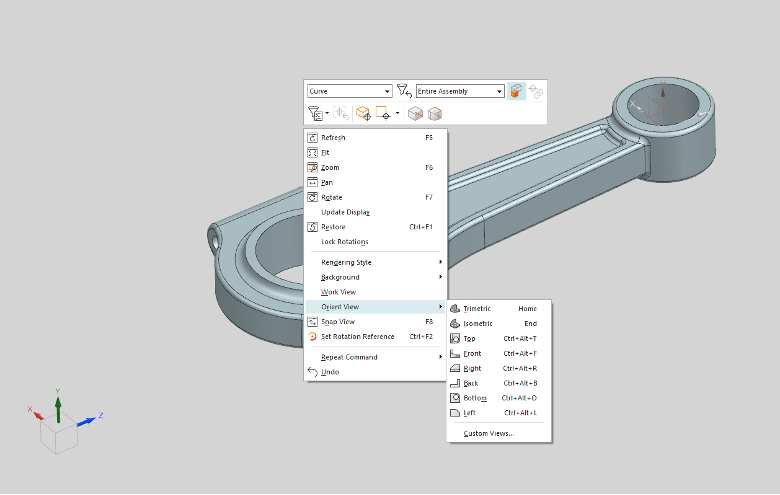 Curve
Entire Assembly
Refresh F5
Fit
Zoom F6
Pan
Rotate F7
Update Display
Restore Ctrl+F1
Lock Rotations
Rendering Style
Background
Work View
Orient View
Snap View F8
Set Rotation Reference Ctrl+F2
Repeat Command
Undo
Trimetric Home
Isometric End
Top Ctrl+Alt+T
Front Ctrl+Alt+F
Right Ctrl+Alt+R
Back Ctrl+Alt+B
Bottom Ctrl+Alt+O
Left Ctrl+Alt+L
Custom Views...
X
Y
Z
X